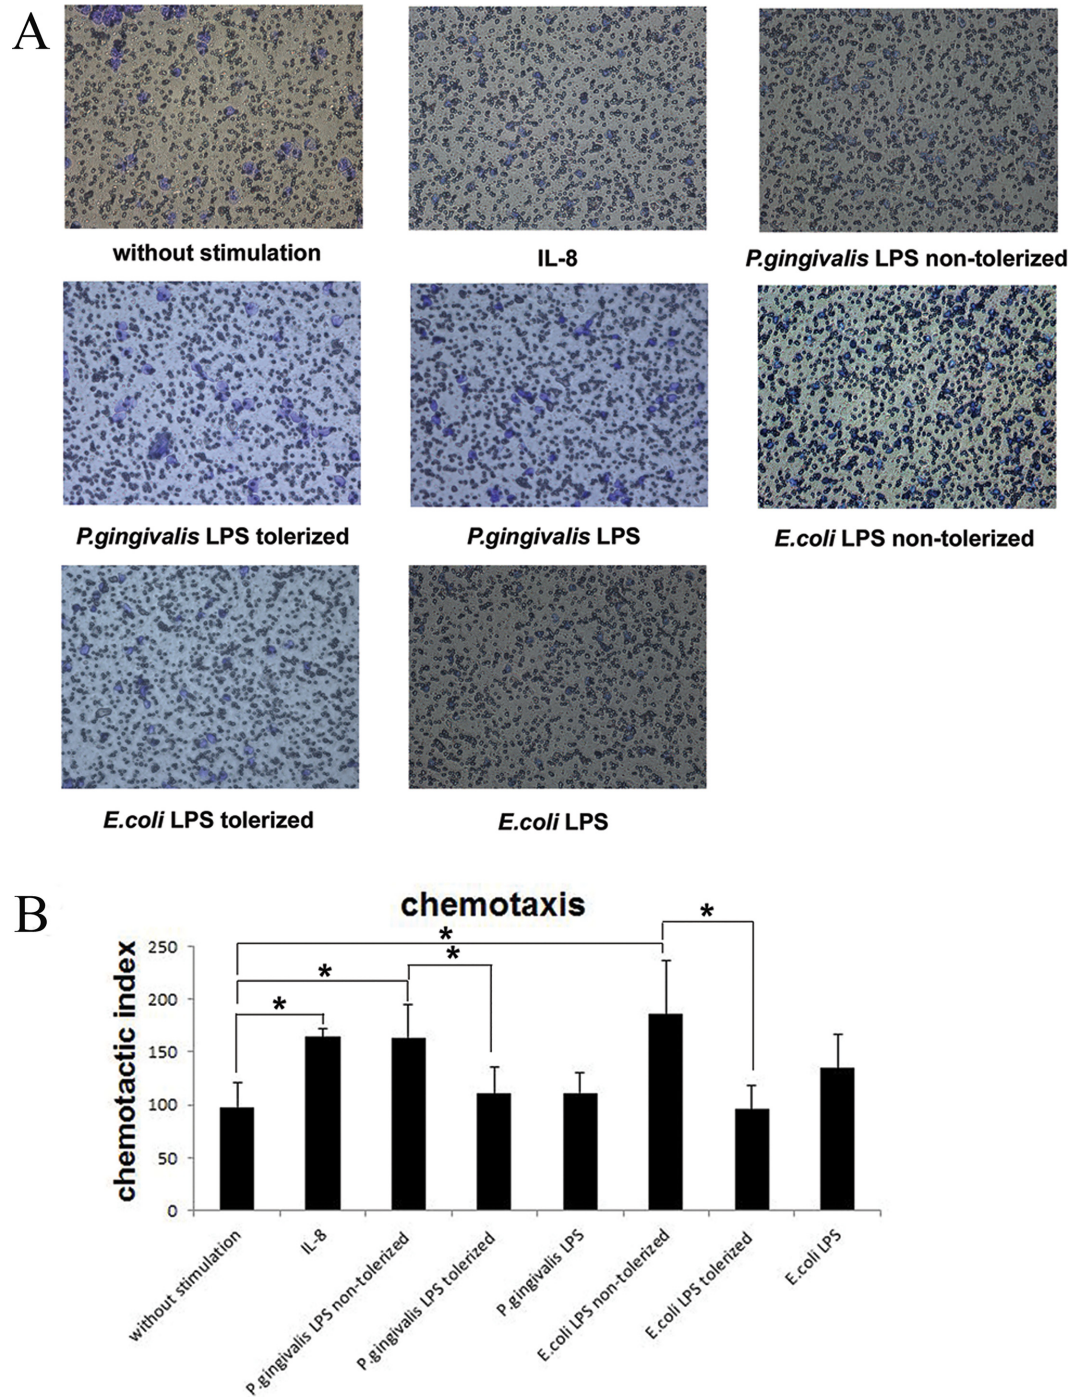 A
without stimulation
IL-8
P.gingivalis LPS non-tolerized
P.gingivalis LPS tolerized
P.gingivalis LPS
E.coli LPS non-tolerized
E.coli LPS tolerized
E.coli LPS
B
chemotaxis
chemotactic index
250
200
150
100
50
0
*
*
*
*
*
without stimulation
IL-8
P.gingivalis LPS non-tolerized
P.gingivalis LPS tolerized
P.gingivalis LPS
E.coli LPS non-tolerized
E.coli LPS tolerized
E.coli LPS